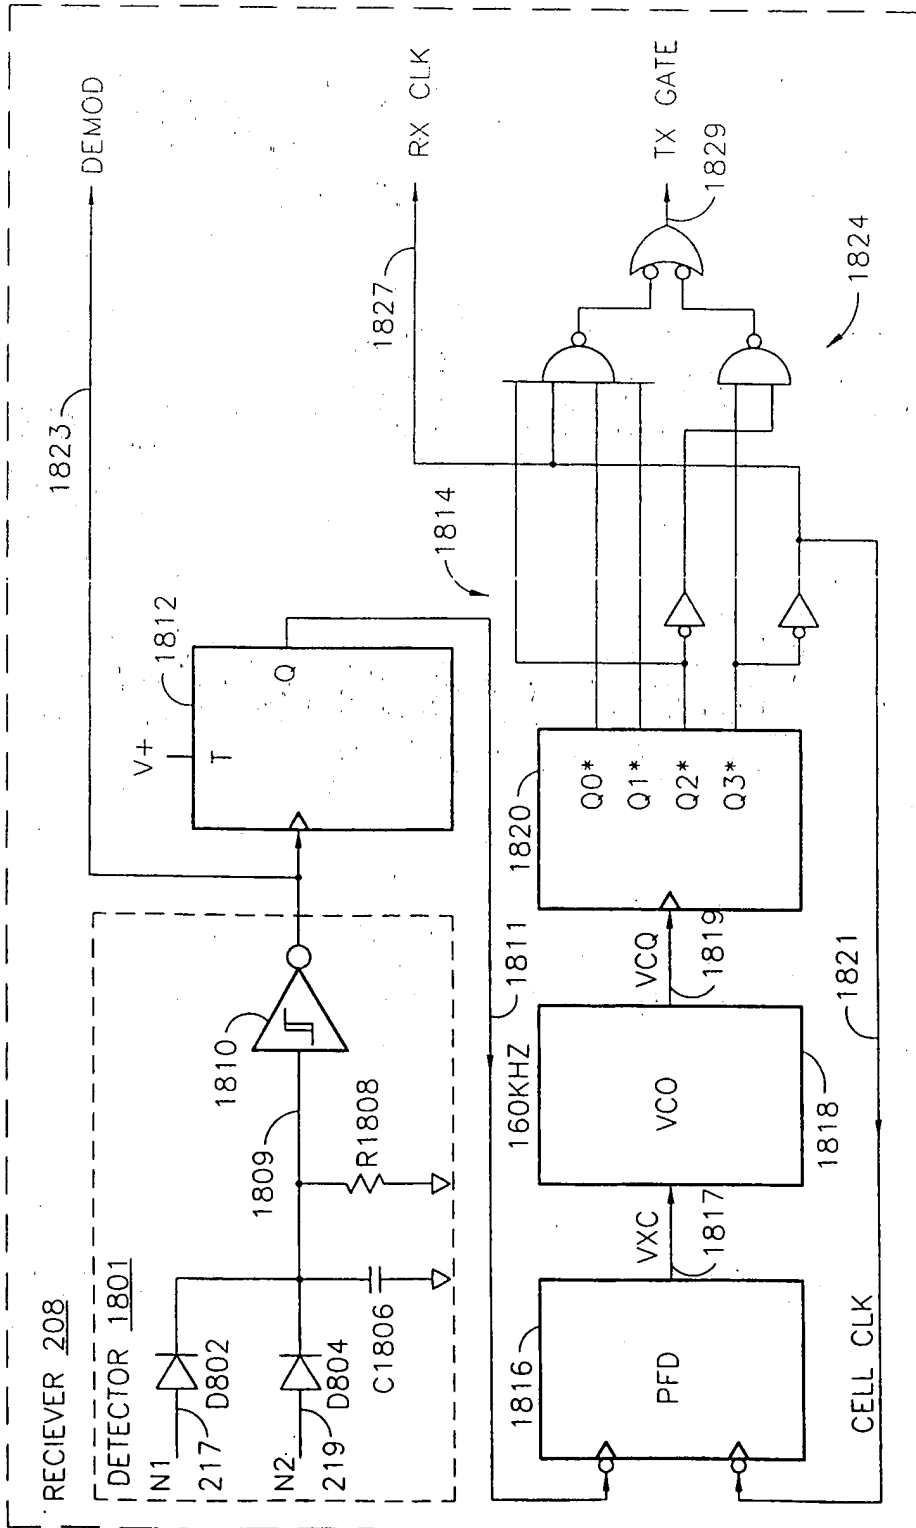 RECIEVER 208
DETECTOR 1801
N1
217
D802
N2
219
D804
C1806
R1808
1809
1810
1823
DEMOD
V+
1812
T
Q
1811
1814
1827
RX CLK
1816
PFD
VXC
1817
160KHZ
VCO
1818
VCQ
1819
1820
Q0*
Q1*
Q2*
Q3*
1824
1829
TX GATE
CELL CLK
1821